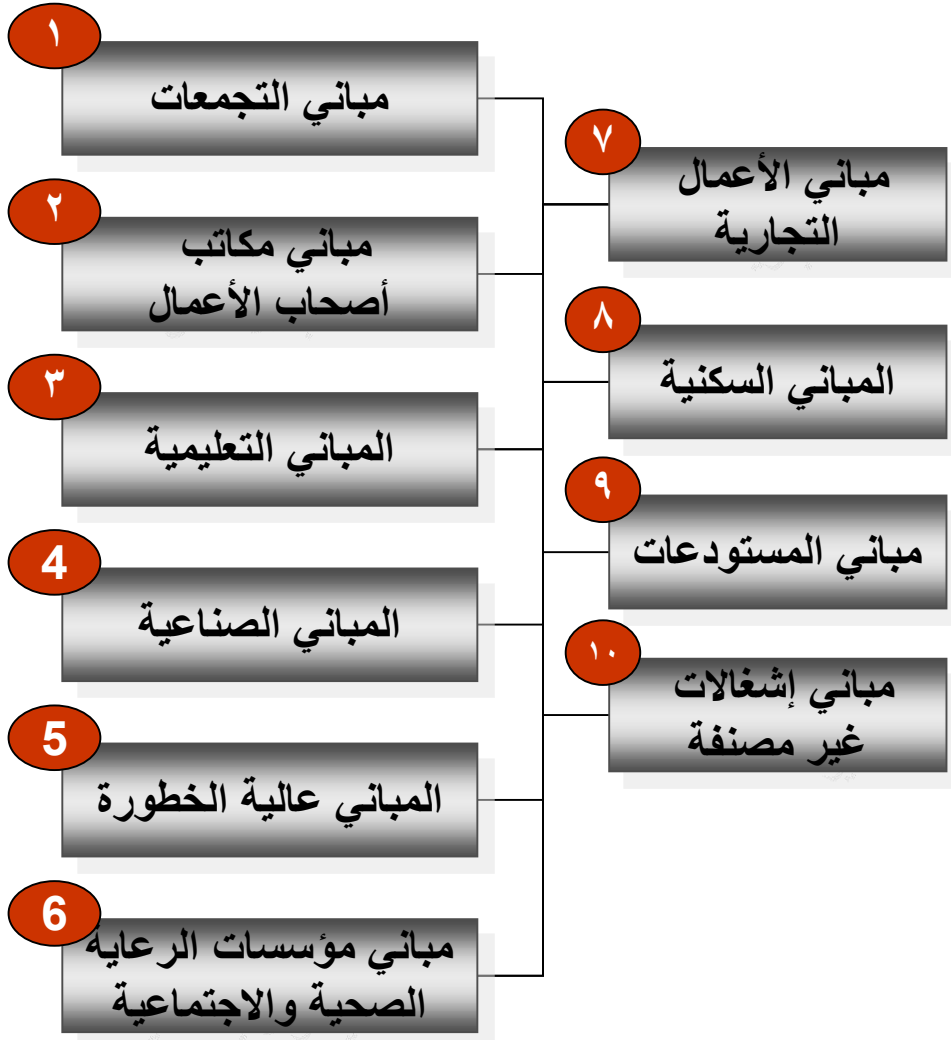 ١
مباني التجمعات
٢
مباني مكاتب
أصحاب الأعمال
٣
المباني التعليمية
4
المباني الصناعية
5
المباني عالية الخطورة
6
مباني مؤسسات الرعاية
الصحية والاجتماعية
٧
مباني الأعمال
التجارية
٨
المباني السكنية
٩
مباني المستودعات
١٠
مباني إشغالات
غير مصنفة